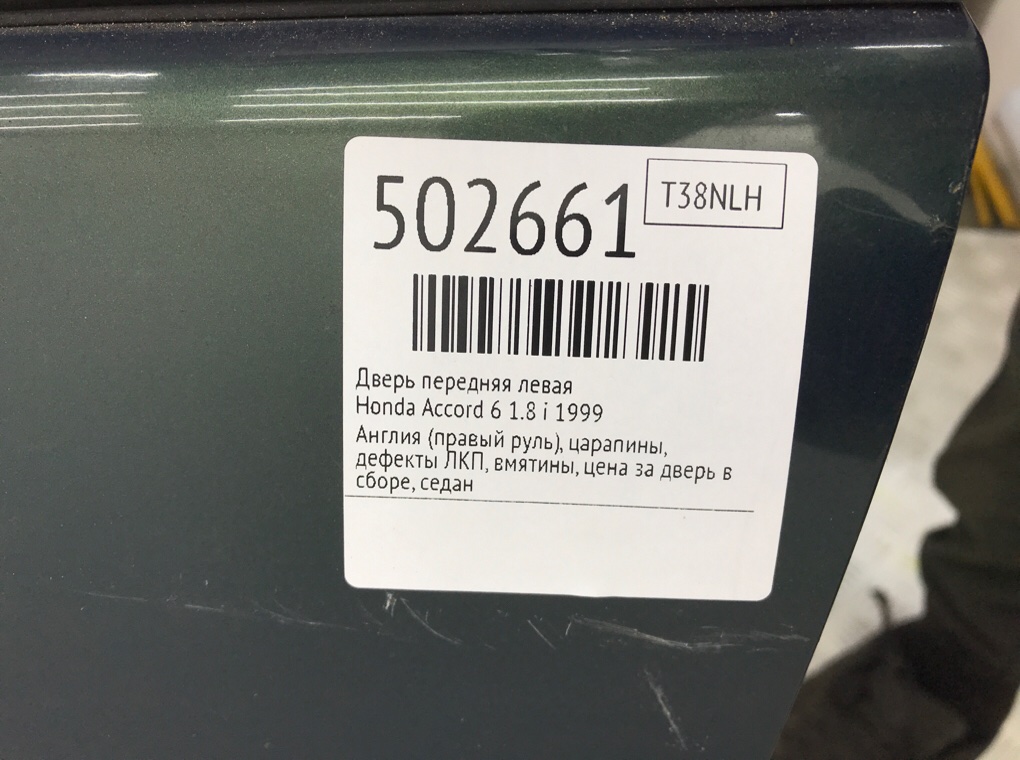 502661
T38NLH
Дверь передняя левая
Honda Accord 6 1.8 i 1999
Англия (правый руль), царапины,
дефекты ЛКП, вмятины, цена за дверь в
сборе, седан